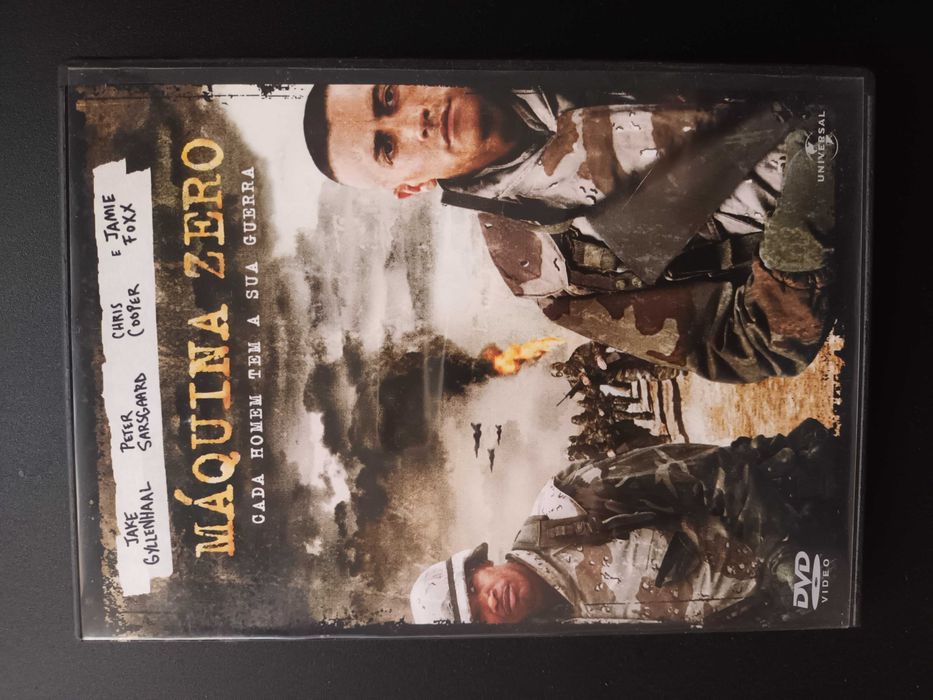 JAKE
GYLLENHAAL
PETER
SARSGAARD
CHRIS
COOPER
E JAMIE
FOXX
MÁQUINA ZERO
CADA HOMEM TEM A SUA GUERRA
DVD
VIDEO
UNIVERSAL